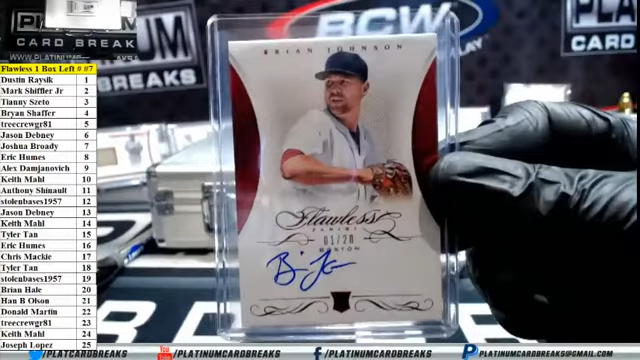 CARD BREAK
WWW.PLATINUM
BREAKS
BCW
PLA
CARD B
Flawless 1 Box Left # #7
Dustin Raysik 1
Mark Shiffler Jr 2
Tianny Szeto 3
Bryan Shaffer 4
treecrewgr81 5
Jason Debney 6
Joshua Broady 7
Eric Humes 8
Alex Damjanovich 9
Keith Mahl 10
Anthony Shinault 11
stolenbases1957 12
Jason Debney 13
Keith Mahl 14
Tyler Tan 15
Eric Humes 16
Chris Mackie 17
Tyler Tan 18
stolenbases1957 19
Brian Hale 20
Han B Olson 21
Donald Martin 22
treecrewgr81 23
Keith Mahl 24
Joseph Lopez 25
BRIAN JOHNSON
Flawless
PANINI
01/20
BOSTON
/PLATCARDBREAKS
@PLATINUMCARDBREAKS
/PLATINUMCARDBREAKS
PLATINUMCARDBREAKS@GMAIL.COM